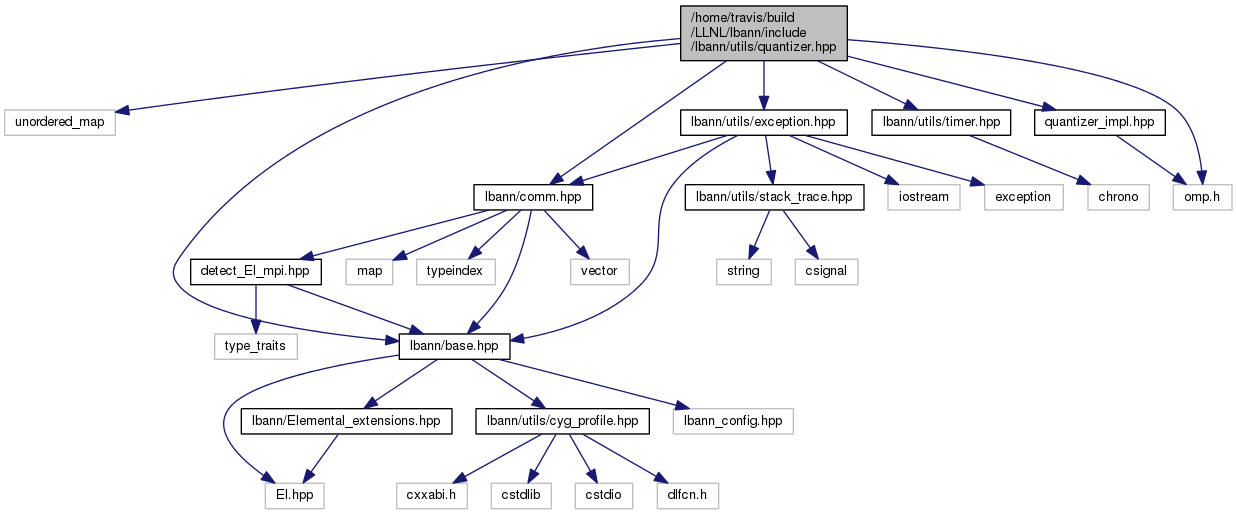 /home/travis/build
/LLNL/lbann/include
/lbann/utils/quantizer.hpp
unordered_map
lbann/utils/exception.hpp
lbann/utils/timer.hpp
quantizer_impl.hpp
lbann/comm.hpp
lbann/utils/stack_trace.hpp
iostream
exception
chrono
omp.h
detect_El_mpi.hpp
map
typeindex
vector
string
csignal
type_traits
lbann/base.hpp
lbann/Elemental_extensions.hpp
lbann/utils/cyg_profile.hpp
lbann_config.hpp
El.hpp
cxxabi.h
cstdlib
cstdio
dlfcn.h